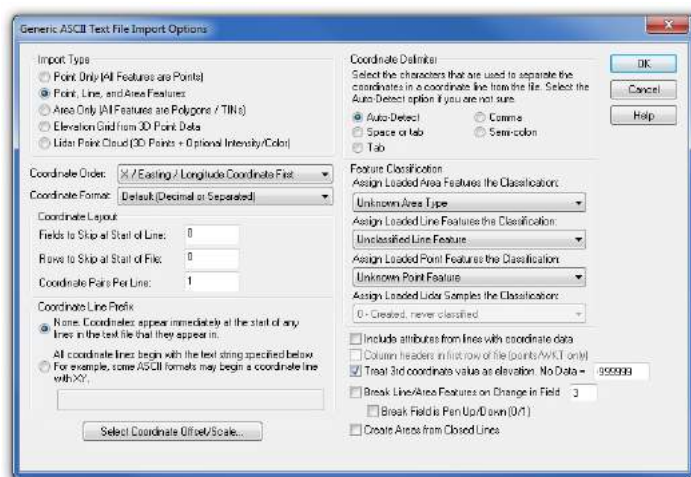 Generic ASCII Text File Import Options
Import Type
Point Only (All Features are Points)
Point, Line, and Area Features
Area Only (All Features are Polygons / TINs)
Elevation Grid from 3D Point Data
Lidar Point Cloud (3D Points + Optional Intensity/Color)
Coordinate Order: X / Easting / Longitude Coordinate First
Coordinate Format: Default (Decimal or Separated)
Coordinate Layout
Fields to Skip at Start of Line: 0
Rows to Skip at Start of File: 0
Coordinate Pairs Per Line: 1
Coordinate Line Prefix
None. Coordinates appear immediately at the start of any
lines in the text file that they appear in.
All coordinate lines begin with the text string specified below.
For example, some ASCII formats may begin a coordinate line
with XY.
Select Coordinate Offset/Scale...
Coordinate Delimiter
Select the characters that are used to separate the
coordinates in a coordinate line from the file. Select the
Auto-Detect option if you are not sure.
Auto-Detect
Comma
Space or tab
Semi-colon
Tab
Feature Classification
Assign Loaded Area Features the Classification:
Unknown Area Type
Assign Loaded Line Features the Classification:
Unclassified Line Feature
Assign Loaded Point Features the Classification:
Unknown Point Feature
Assign Loaded Lidar Samples the Classification:
0 - Created, never classified
Include attributes from lines with coordinate data
Column headers in first row of file (points/WKT only)
Treat 3rd coordinate value as elevation. No Data = -999999
Break Line/Area Features on Change in Field 3
Break Field is Pen Up/Down (0/1)
Create Areas from Closed Lines
OK
Cancel
Help